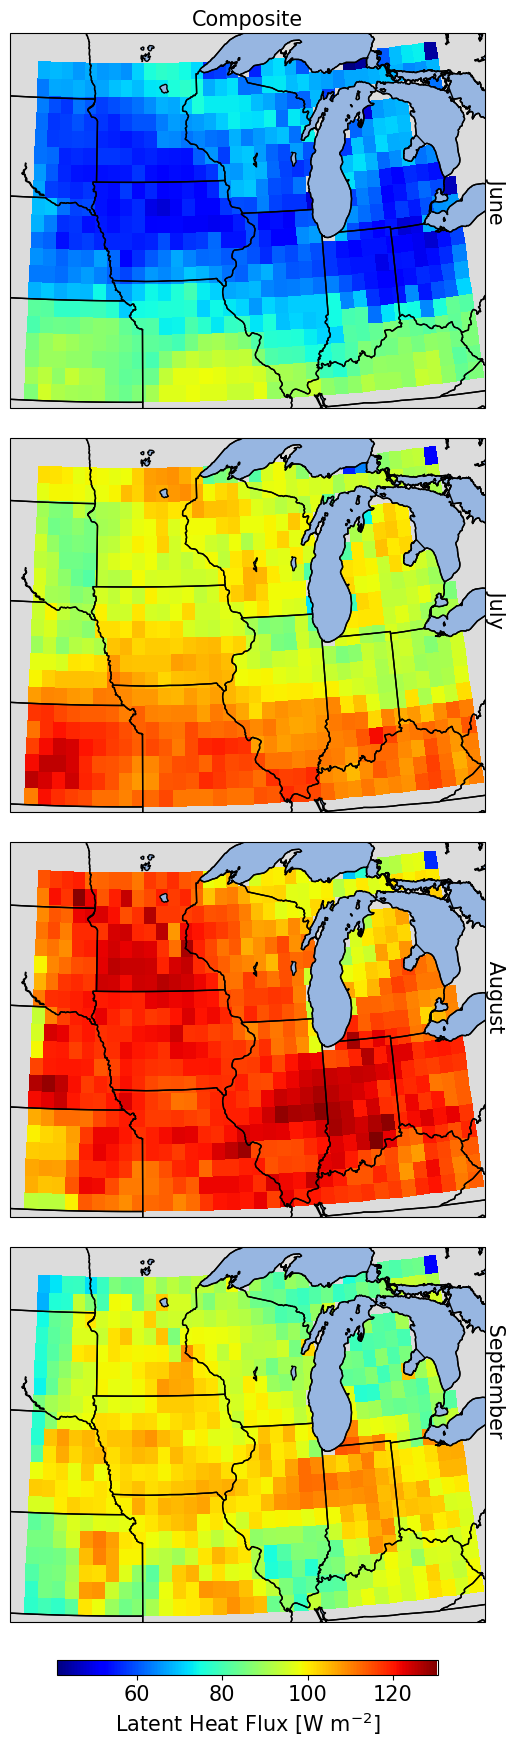 Composite
June
July
August
September
60 80 100 120
Latent Heat Flux [W m⁻²]